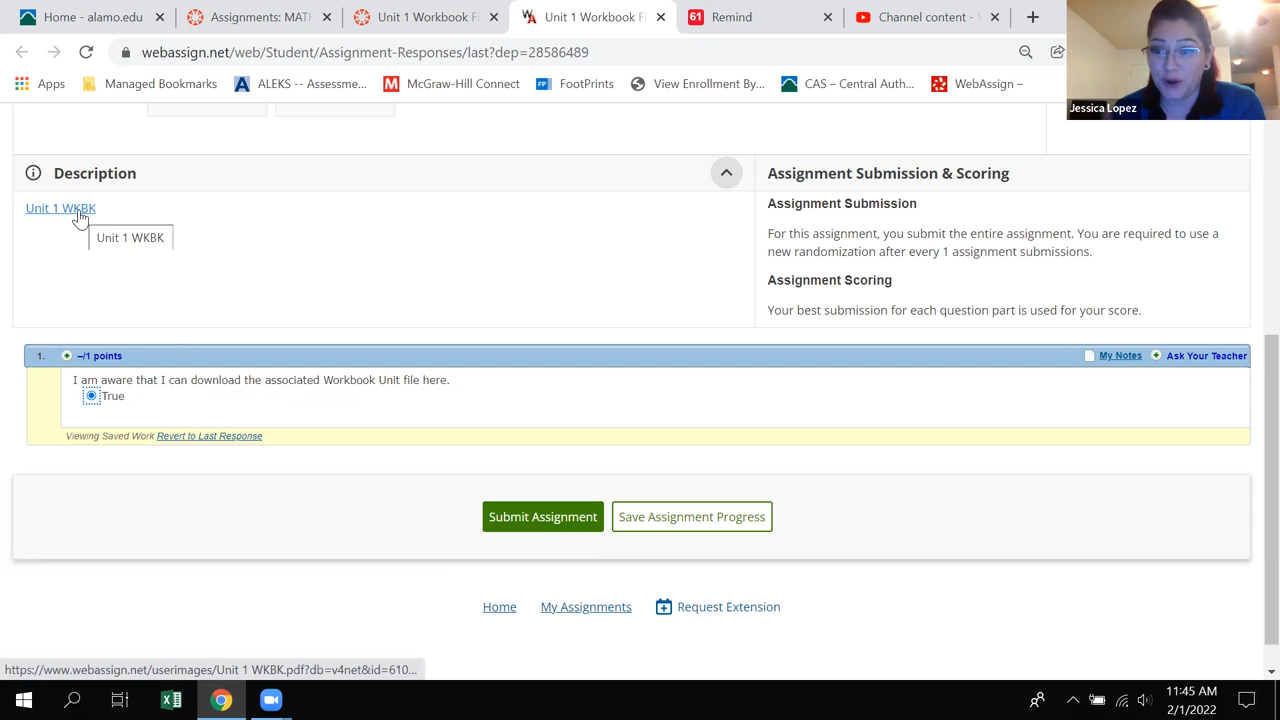 Home - alamo.edu
Assignments: MATH
Unit 1 Workbook F
Unit 1 Workbook F
61 Remind
Channel content -
webassign.net/web/Student/Assignment-Responses/last?dep=28586489
Apps
Managed Bookmarks
ALEKS -- Assessme...
McGraw-Hill Connect
FootPrints
View Enrollment By...
CAS – Central Auth...
WebAssign –
Jessica Lopez
Description
Assignment Submission & Scoring
Unit 1 WKBK
Unit 1 WKBK
Assignment Submission
For this assignment, you submit the entire assignment. You are required to use a
new randomization after every 1 assignment submissions.
Assignment Scoring
Your best submission for each question part is used for your score.
1. –/1 points
My Notes
Ask Your Teacher
I am aware that I can download the associated Workbook Unit file here.
True
Viewing Saved Work Revert to Last Response
Submit Assignment
Save Assignment Progress
Home
My Assignments
Request Extension
https://www.webassign.net/userimages/Unit 1 WKBK.pdf?db=v4net&id=610...
11:45 AM
2/1/2022